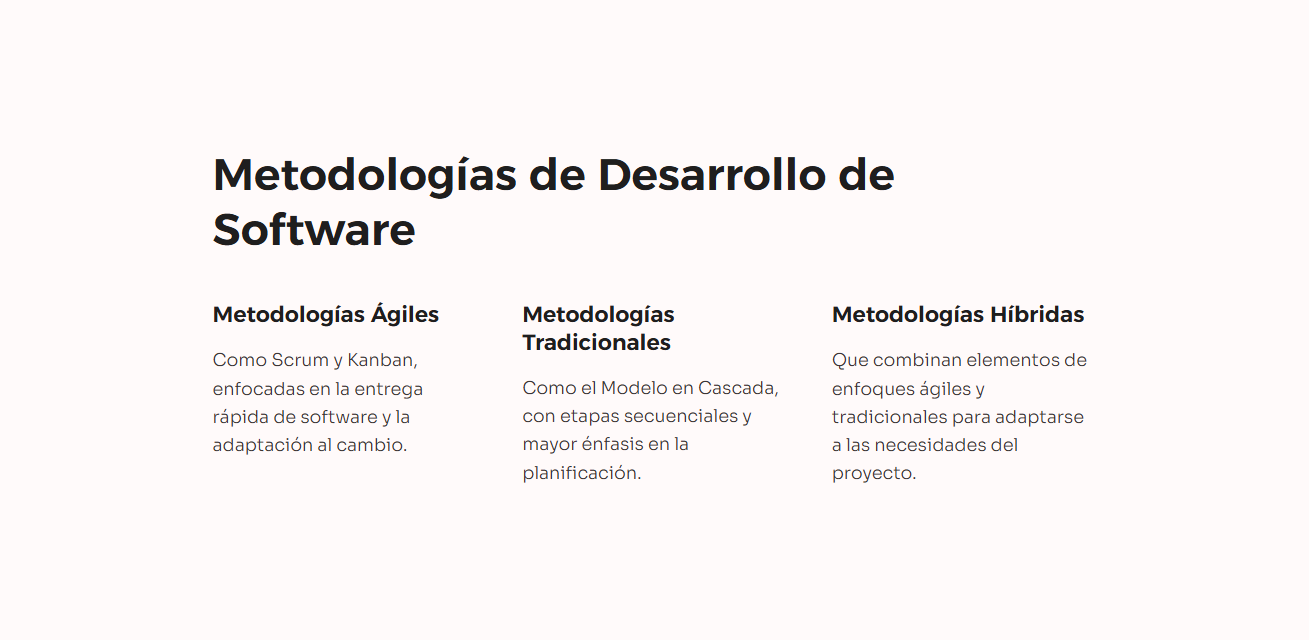 Metodologías de Desarrollo de
Software
Metodologías Ágiles
Como Scrum y Kanban,
enfocadas en la entrega
rápida de software y la
adaptación al cambio.
Metodologías
Tradicionales
Como el Modelo en Cascada,
con etapas secuenciales y
mayor énfasis en la
planificación.
Metodologías Híbridas
Que combinan elementos de
enfoques ágiles y
tradicionales para adaptarse
a las necesidades del
proyecto.